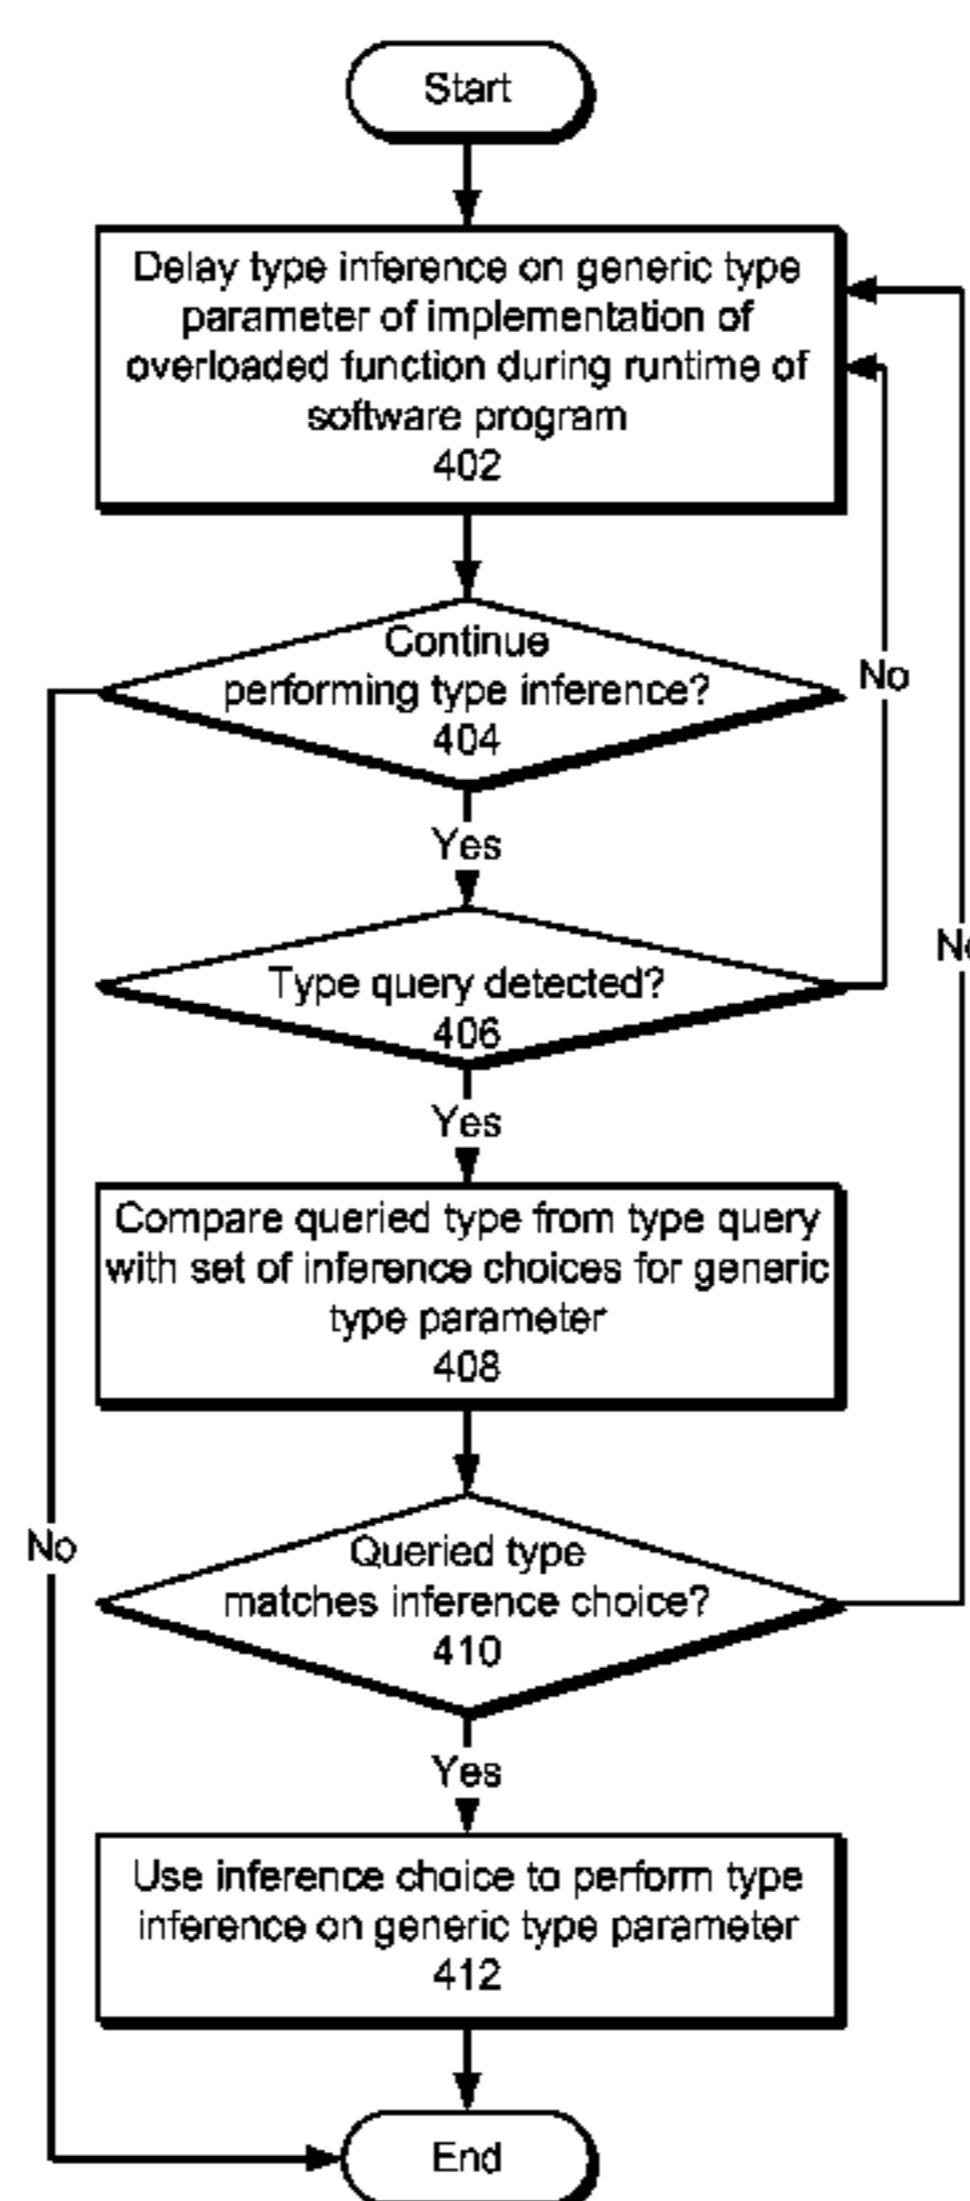 Start
Delay type inference on generic type
parameter of implementation of
overloaded function during runtime of
software program
402
Continue
performing type inference?
404
No
Yes
Type query detected?
406
Yes
Compare queried type from type query
with set of inference choices for generic
type parameter
408
No
Queried type
matches inference choice?
410
Yes
Use inference choice to perform type
inference on generic type parameter
412
End